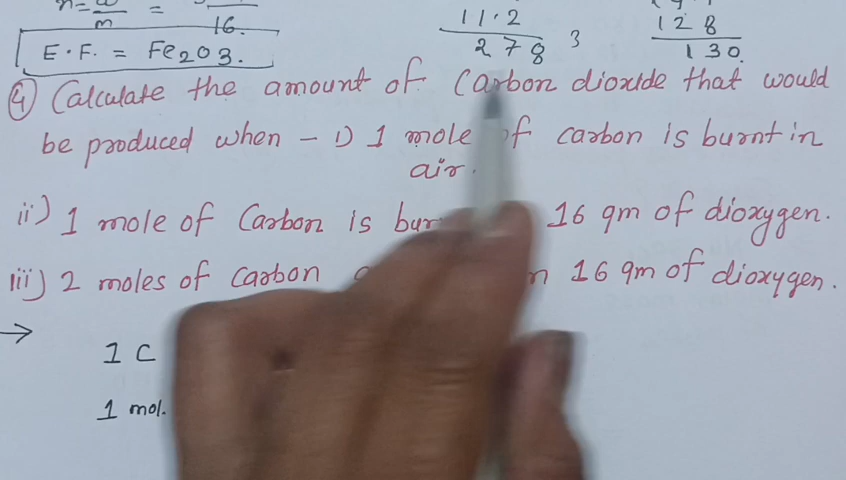 m = 16.
E.F. = Fe2O3.
11.2
278 3
128
130
4) Calculate the amount of Carbon dioxide that would
be produced when - 1) 1 mole of carbon is burnt in
air.
ii) 1 mole of Carbon is bur 16 gm of dioxygen.
iii) 2 moles of carbon 16 gm of dioxygen.
→
1 C
1 mol.